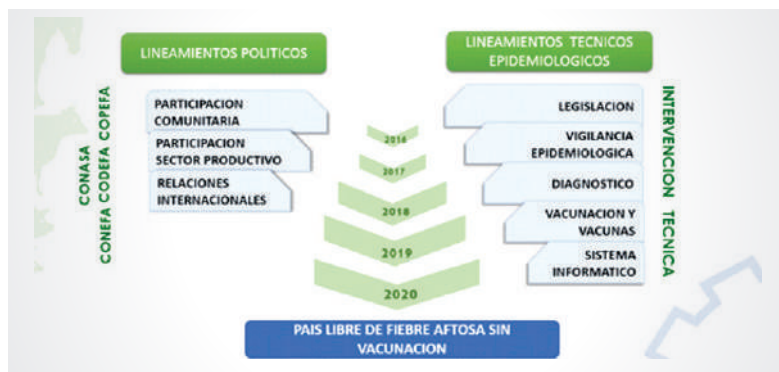 LINEAMIENTOS POLITICOS
LINEAMIENTOS TECNICOS
EPIDEMIOLOGICOS
CONASA
CONEFA CODEFA COPEFA
PARTICIPACION
COMUNITARIA
PARTICIPACION
SECTOR PRODUCTIVO
RELACIONES
INTERNACIONALES
2016
2017
2018
2019
2020
LEGISLACION
VIGILANCIA
EPIDEMIOLOGICA
DIAGNOSTICO
VACUNACION Y
VACUNAS
SISTEMA
INFORMATICO
INTERVENCION TECNICA
PAIS LIBRE DE FIEBRE AFTOSA SIN
VACUNACION